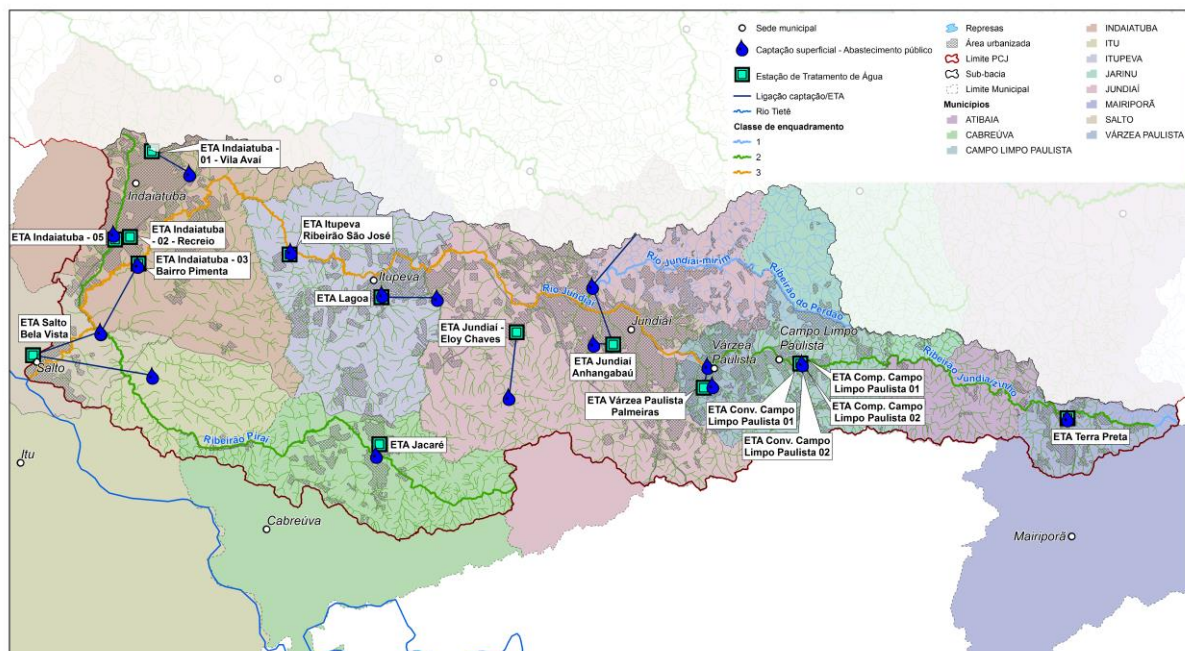 Sede municipal
Captação superficial - Abastecimento público
Estação de Tratamento de Água
Ligação captação/ETA
Rio Tietê
Classe de enquadramento
1
2
3
Represas
Área urbanizada
Limite PCJ
Sub-bacia
Limite Municipal
Municípios
ATIBAIA
CABREÚVA
CAMPO LIMPO PAULISTA
INDAIATUBA
ITU
ITUPEVA
JARINU
JUNDIAÍ
MAIRIPORÃ
SALTO
VÁRZEA PAULISTA
ETA Indaiatuba -
01 - Vila Avaí
Indaiatuba
ETA Indaiatuba - 05
ETA Indaiatuba
- 02 - Recreio
ETA Indaiatuba - 03
Bairro Pimenta
ETA Itupeva
Ribeirão São José
Itupeva
ETA Lagoa
ETA Salto
Bela Vista
Salto
ETA Jundiaí -
Eloy Chaves
Rio Jundiaí
Rio Jundiaí-mirim
Ribeirão do Perdão
Jundiaí
ETA Jundiaí
Anhangabaú
Várzea
Paulista
Campo Limpo
Paulista
Ribeirão Jundiaizinho
ETA Várzea Paulista
Palmeiras
ETA Conv. Campo
Limpo Paulista 01
ETA Comp. Campo
Limpo Paulista 01
ETA Comp. Campo
Limpo Paulista 02
ETA Conv. Campo
Limpo Paulista 02
ETA Terra Preta
Ribeirão Piraí
ETA Jacaré
Itu
Cabreúva
Mairiporã